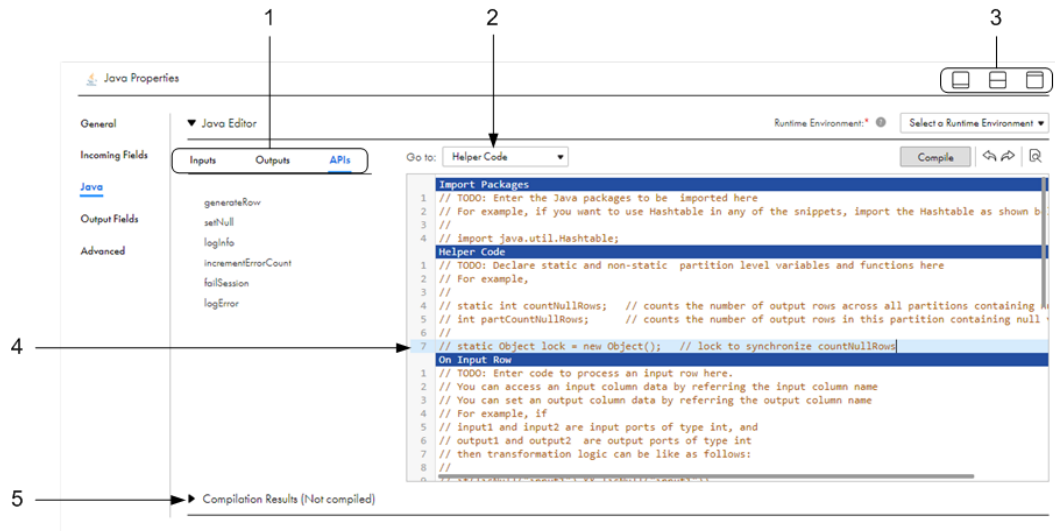 1 2 3
Java Properties
General
Incoming Fields
Java
Output Fields
Advanced
Java Editor
Runtime Environment:* Select a Runtime Environment
Inputs Outputs APIs
Go to: Helper Code
Compile
generateRow
setNull
logInfo
incrementErrorCount
failSession
logError
Import Packages
1 // TODO: Enter the Java packages to be imported here
2 // For example, if you want to use Hashtable in any of the snippets, import the Hashtable as shown b
3 //
4 // import java.util.Hashtable;
Helper Code
1 // TODO: Declare static and non-static partition level variables and functions here
2 // For example,
3 //
4 // static int countNullRows; // counts the number of output rows across all partitions containing
5 // int partCountNullRows; // counts the number of output rows in this partition containing null
6 //
7 // static Object lock = new Object(); // lock to synchronize countNullRows
On Input Row
1 // TODO: Enter code to process an input row here.
2 // You can access an input column data by referring the input column name
3 // You can set an output column data by referring the output column name
4 // For example, if
5 // input1 and input2 are input ports of type int, and
6 // output1 and output2 are output ports of type int
7 // then transformation logic can be like as follows:
8 //
4
5
Compilation Results (Not compiled)